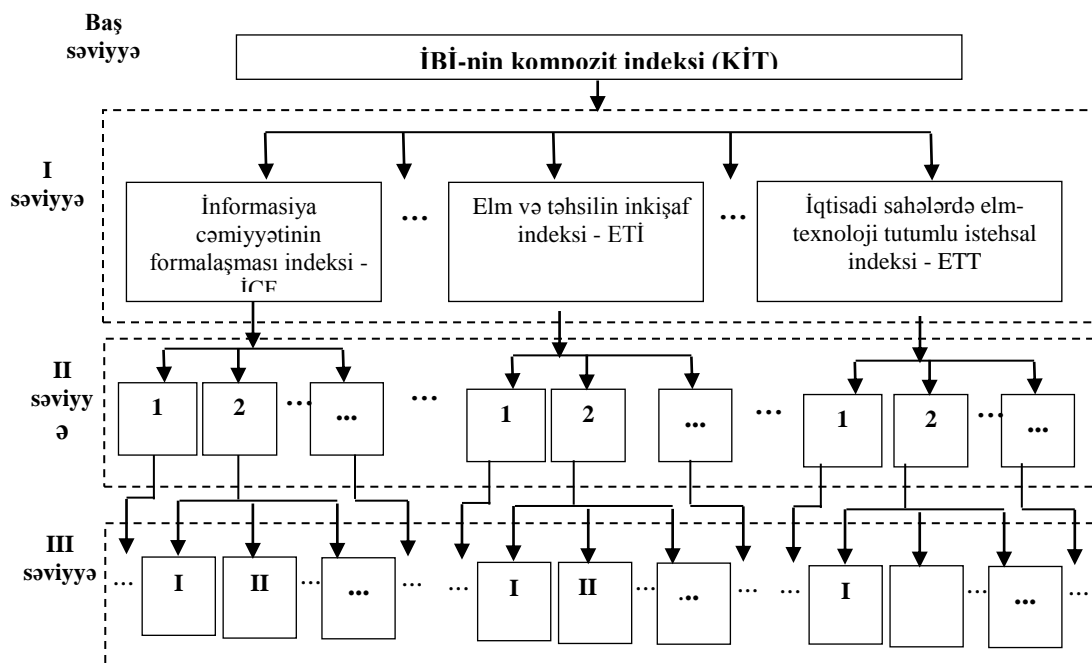 Baş
səviyyə
İBİ-nin kompozit indeksi (KİT)
I
səviyyə
İnformasiya
cəmiyyətinin
formalaşması indeksi -
İCF
...
Elm və təhsilin inkişaf
indeksi - ETİ
...
İqtisadi sahələrdə elm-
texnoloji tutumlu istehsal
indeksi - ETT
II
səviyy
ə
1 2 ... ... ... 1 2 ... ... 1 2 ... ...
III
səviyyə
... I II ... ... ... ... I II ... ... ... ... I ... ... ...